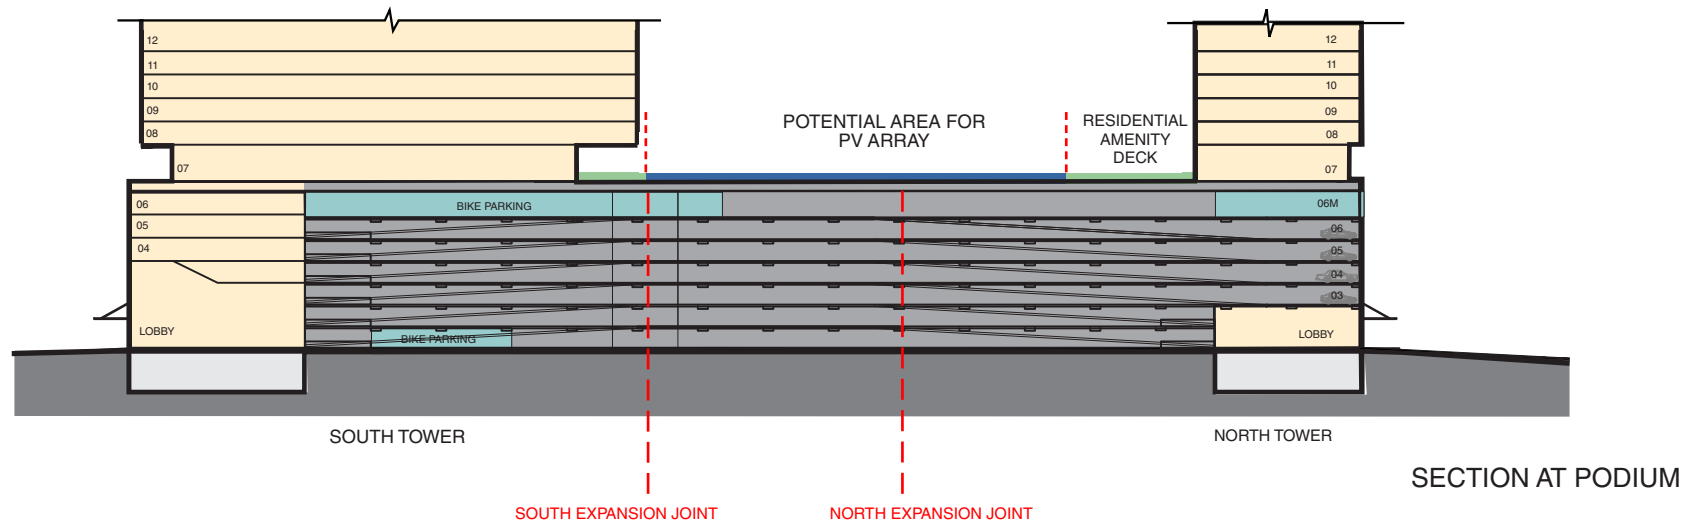 12
11
10
09
08
07
06
05
04
LOBBY
BIKE PARKING
BIKE PARKING
POTENTIAL AREA FOR
PV ARRAY
RESIDENTIAL
AMENITY
DECK
12
11
10
09
08
07
06M
06
05
04
03
LOBBY
SOUTH TOWER
NORTH TOWER
SECTION AT PODIUM
SOUTH EXPANSION JOINT
NORTH EXPANSION JOINT